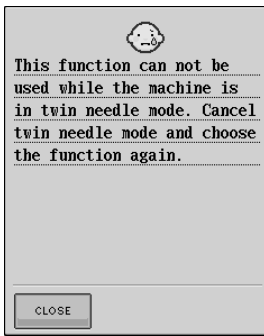 This function can not be
used while the machine is
in twin needle mode. Cancel
twin needle mode and choose
the function again.
CLOSE